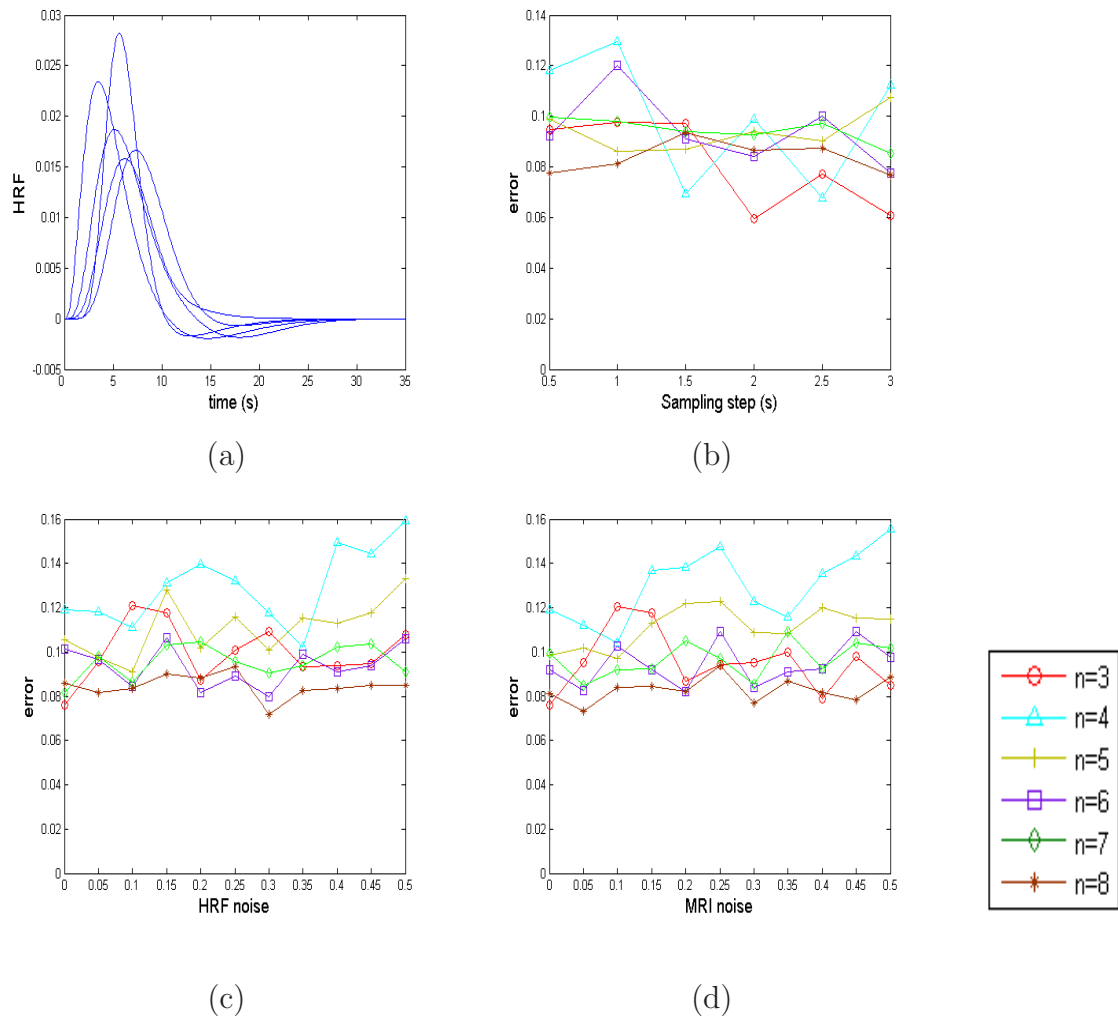 0.03
0.025
0.02
0.015
0.01
0.005
0
-0.005
HRF
0 5 10 15 20 25 30 35
time (s)
(a)
0.14
0.12
0.1
0.08
0.06
0.04
0.02
0
error
0.5 1 1.5 2 2.5 3
Sampling step (s)
(b)
0.16
0.14
0.12
0.1
0.08
0.06
0.04
0.02
0
error
0 0.05 0.1 0.15 0.2 0.25 0.3 0.35 0.4 0.45 0.5
HRF noise
(c)
0.16
0.14
0.12
0.1
0.08
0.06
0.04
0.02
0
error
0 0.05 0.1 0.15 0.2 0.25 0.3 0.35 0.4 0.45 0.5
MRI noise
(d)
n=3
n=4
n=5
n=6
n=7
n=8